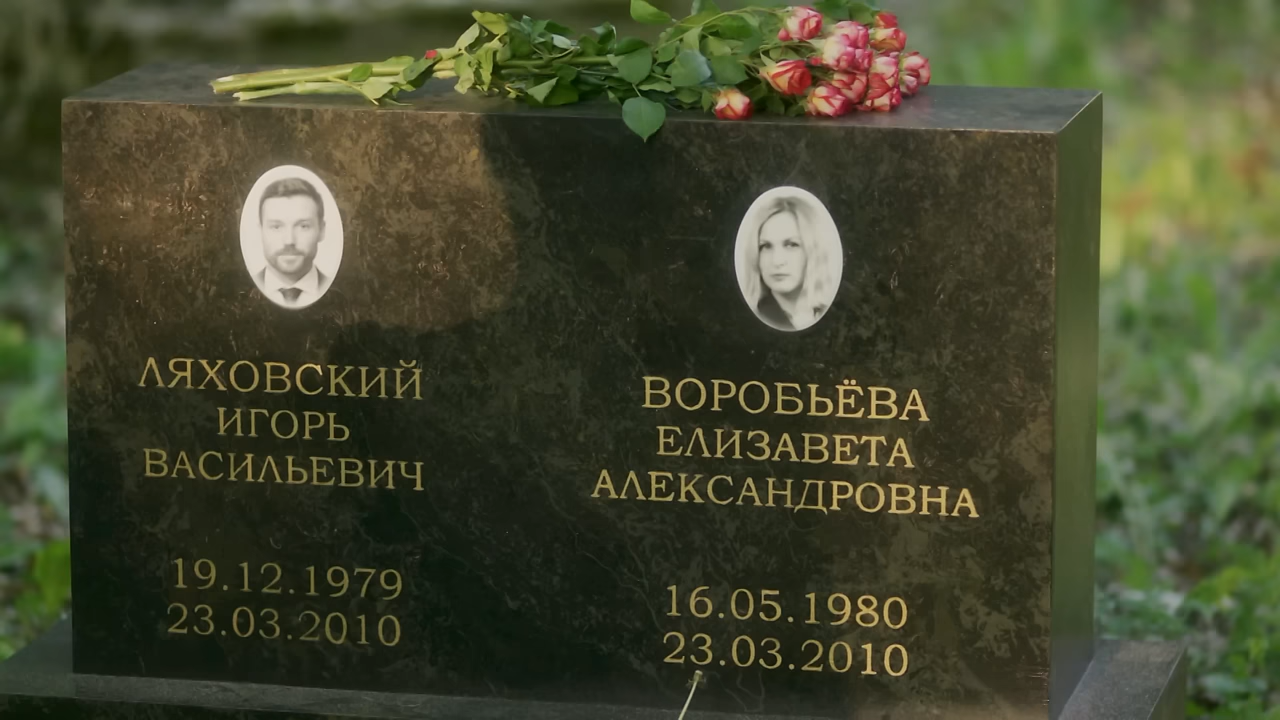 ЛЯХОВСКИЙ
ИГОРЬ
ВАСИЛЬЕВИЧ
19.12.1979
23.03.2010
ВОРОБЬЁВА
ЕЛИЗАВЕТА
АЛЕКСАНДРОВНА
16.05.1980
23.03.2010